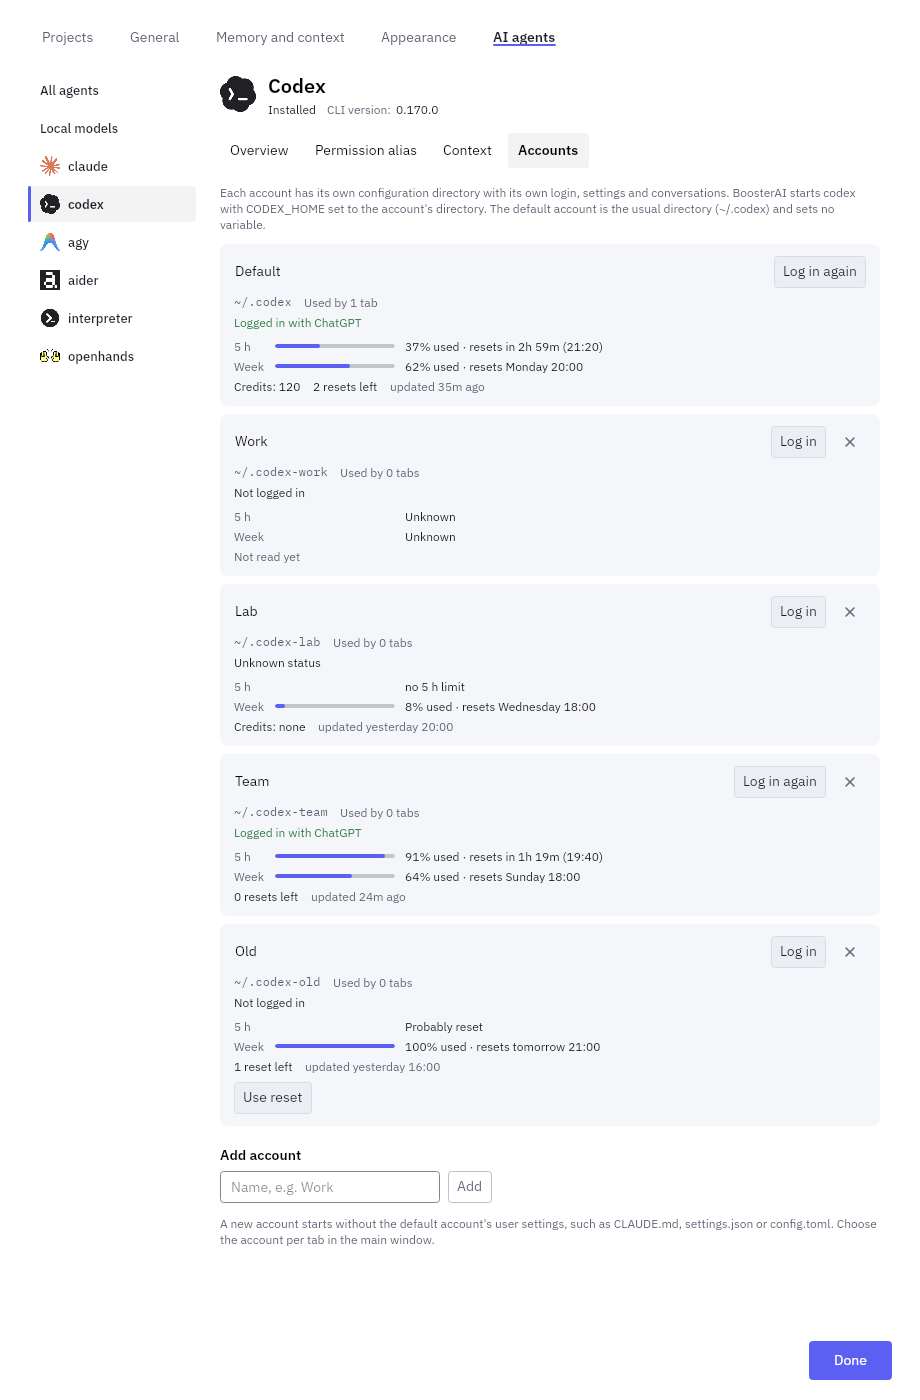 Projects General Memory and context Appearance AI agents
All agents
Local models
claude
codex
agy
aider
interpreter
openhands
Codex
Installed CLI version: 0.170.0
Overview Permission alias Context Accounts
Each account has its own configuration directory with its own login, settings and conversations. BoosterAI starts codex
with CODEX_HOME set to the account's directory. The default account is the usual directory (~/.codex) and sets no
variable.
Default Log in again
~/.codex Used by 1 tab
Logged in with ChatGPT
5 h 37% used · resets in 2h 59m (21:20)
Week 62% used · resets Monday 20:00
Credits: 120 2 resets left updated 35m ago
Work Log in
~/.codex-work Used by 0 tabs
Not logged in
5 h Unknown
Week Unknown
Not read yet
Lab Log in
~/.codex-lab Used by 0 tabs
Unknown status
5 h no 5 h limit
Week 8% used · resets Wednesday 18:00
Credits: none updated yesterday 20:00
Team Log in again
~/.codex-team Used by 0 tabs
Logged in with ChatGPT
5 h 91% used · resets in 1h 19m (19:40)
Week 64% used · resets Sunday 18:00
0 resets left updated 24m ago
Old Log in
~/.codex-old Used by 0 tabs
Not logged in
5 h Probably reset
Week 100% used · resets tomorrow 21:00
1 reset left updated yesterday 16:00
Use reset
Add account
Name, e.g. Work Add
A new account starts without the default account's user settings, such as CLAUDE.md, settings.json or config.toml. Choose
the account per tab in the main window.
Done